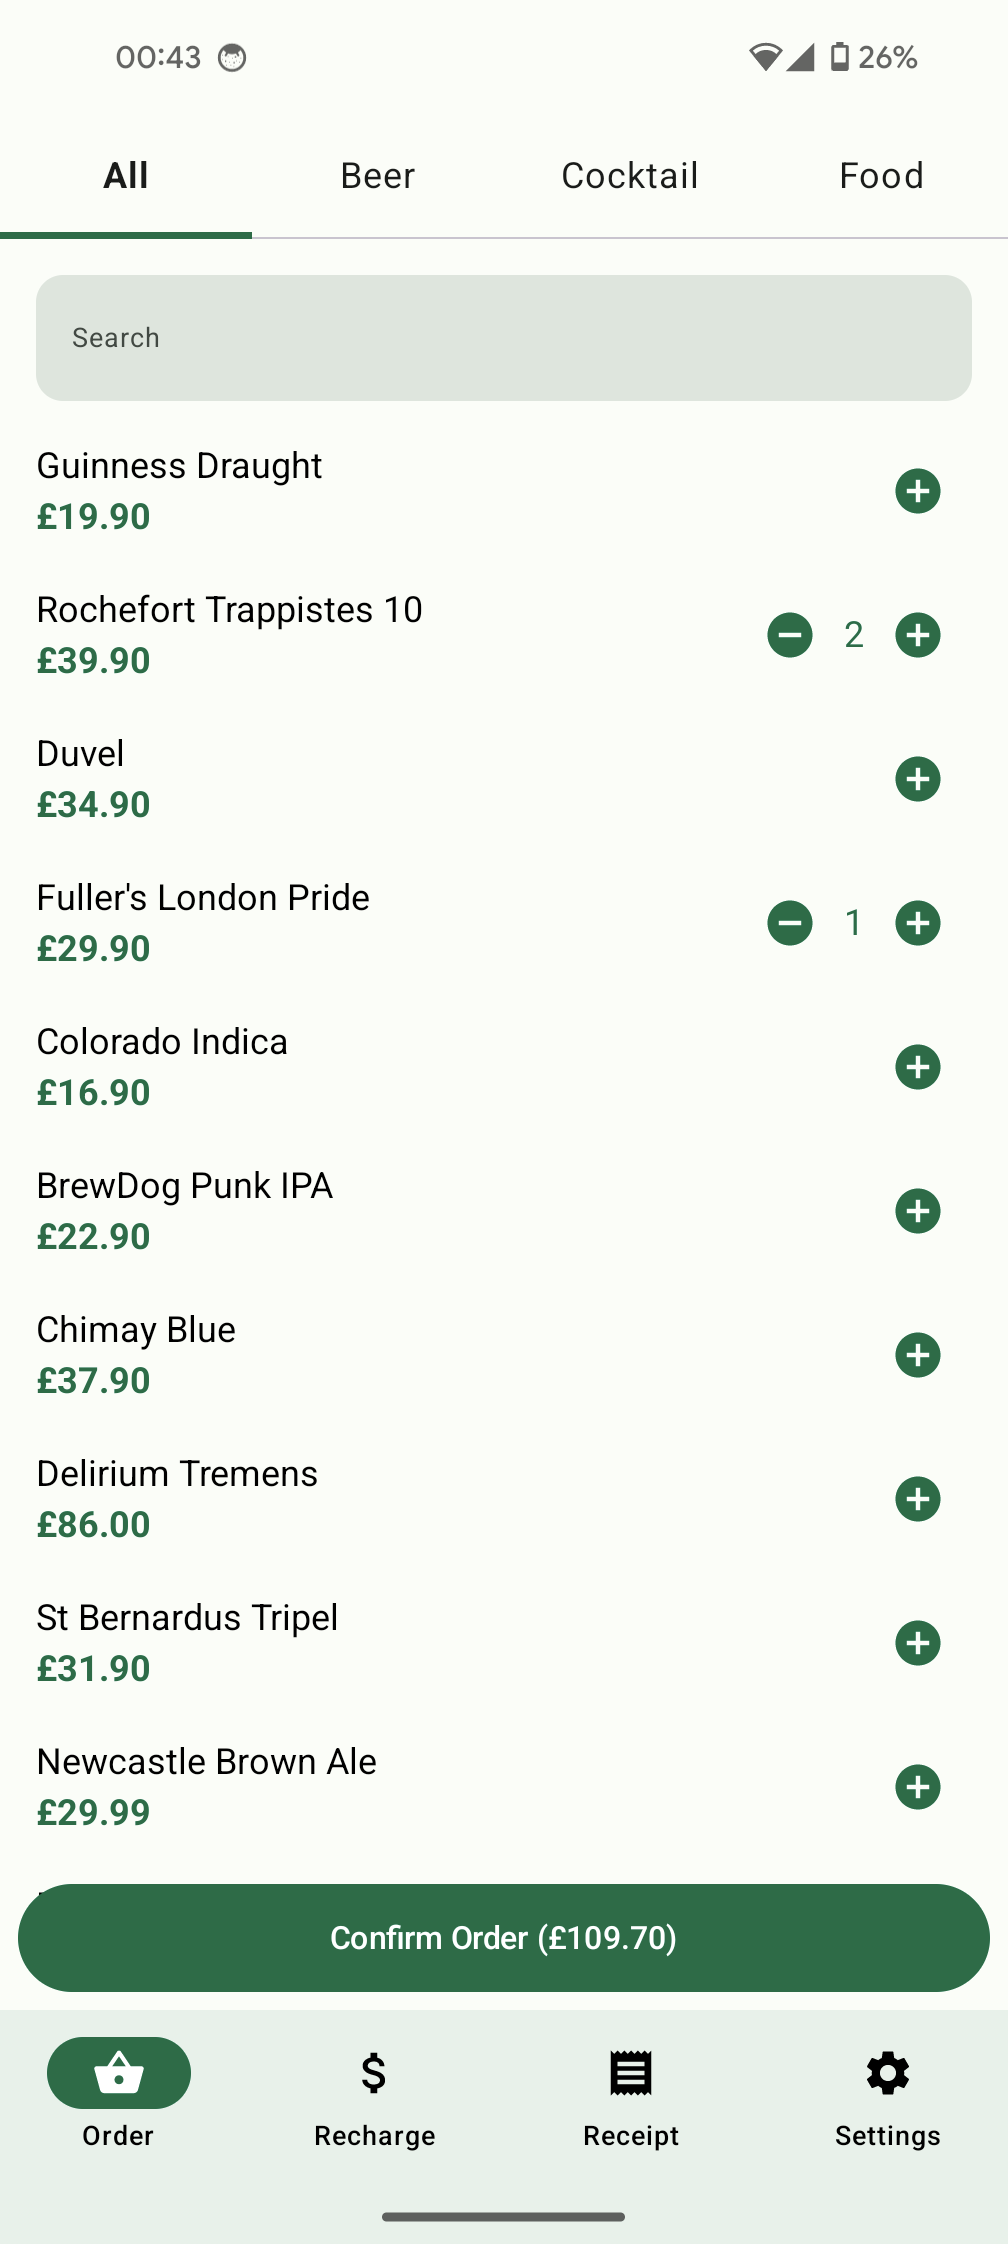 00:43
26%
All
Beer
Cocktail
Food
Search
Guinness Draught
£19.90
Rochefort Trappistes 10
£39.90
2
Duvel
£34.90
Fuller's London Pride
£29.90
1
Colorado Indica
£16.90
BrewDog Punk IPA
£22.90
Chimay Blue
£37.90
Delirium Tremens
£86.00
St Bernardus Tripel
£31.90
Newcastle Brown Ale
£29.99
Confirm Order (£109.70)
Order
Recharge
Receipt
Settings